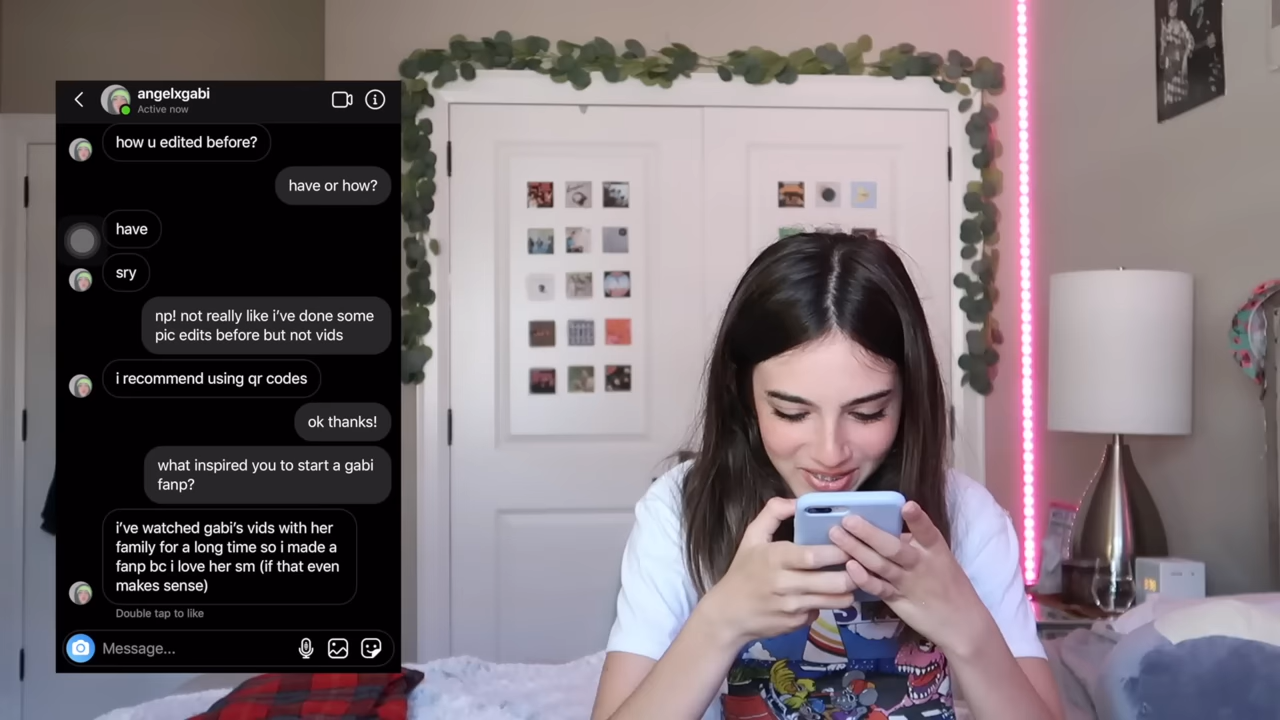 angelxgabi
Active now
how u edited before?
have or how?
have
sry
np! not really like i've done some
pic edits before but not vids
i recommend using qr codes
ok thanks!
what inspired you to start a gabi
fanp?
i've watched gabi's vids with her
family for a long time so i made a
fanp bc i love her sm (if that even
makes sense)
Double tap to like
Message...